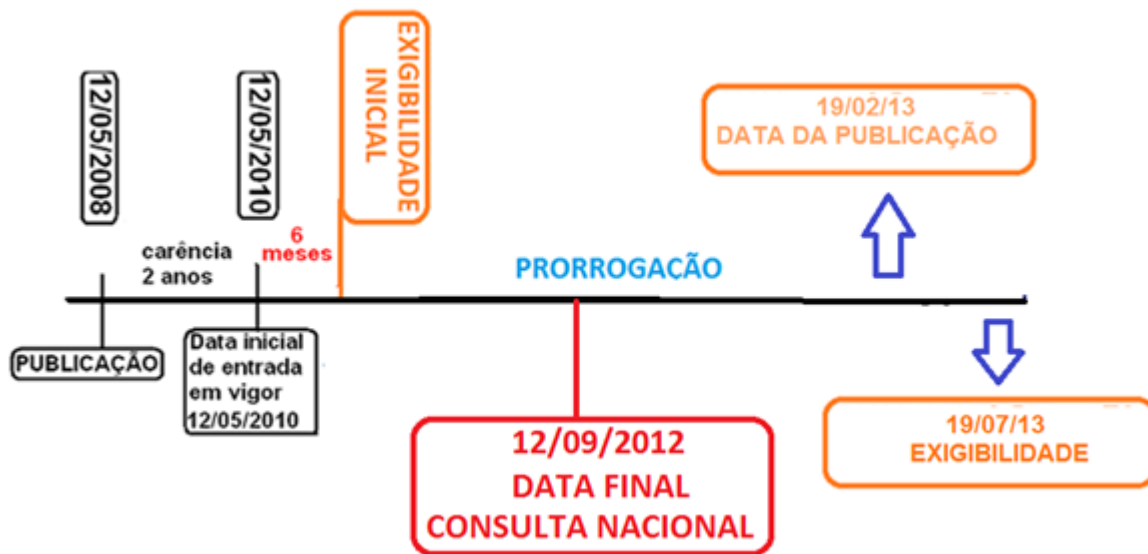 12/05/2008
12/05/2010
EXIGIBILIDADE
INICIAL
19/02/13
DATA DA PUBLICAÇÃO
carência
2 anos
6
meses
PRORROGAÇÃO
PUBLICAÇÃO
Data inicial
de entrada
em vigor
12/05/2010
12/09/2012
DATA FINAL
CONSULTA NACIONAL
19/07/13
EXIGIBILIDADE